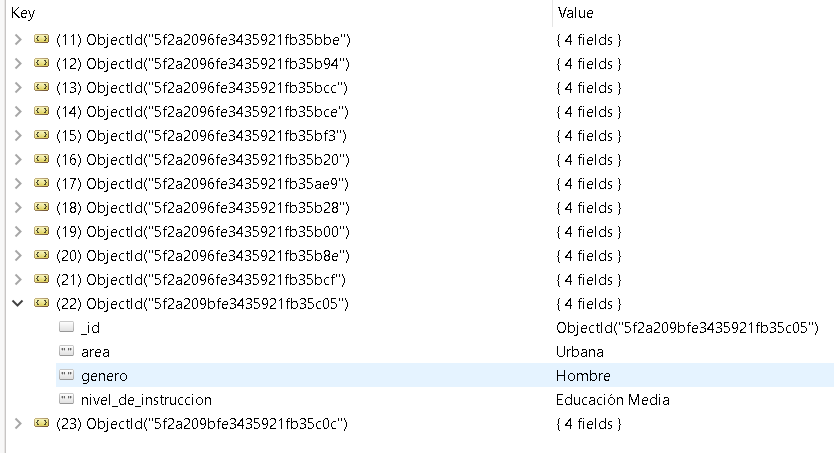 Key Value
(11) ObjectId("5f2a2096fe3435921fb35bbe") { 4 fields }
(12) ObjectId("5f2a2096fe3435921fb35b94") { 4 fields }
(13) ObjectId("5f2a2096fe3435921fb35bcc") { 4 fields }
(14) ObjectId("5f2a2096fe3435921fb35bce") { 4 fields }
(15) ObjectId("5f2a2096fe3435921fb35bf3") { 4 fields }
(16) ObjectId("5f2a2096fe3435921fb35b20") { 4 fields }
(17) ObjectId("5f2a2096fe3435921fb35ae9") { 4 fields }
(18) ObjectId("5f2a2096fe3435921fb35b28") { 4 fields }
(19) ObjectId("5f2a2096fe3435921fb35b00") { 4 fields }
(20) ObjectId("5f2a2096fe3435921fb35b8e") { 4 fields }
(21) ObjectId("5f2a2096fe3435921fb35bcf") { 4 fields }
(22) ObjectId("5f2a209bfe3435921fb35c05") { 4 fields }
_id ObjectId("5f2a209bfe3435921fb35c05")
area Urbana
genero Hombre
nivel_de_instruccion Educación Media
(23) ObjectId("5f2a209bfe3435921fb35c0c") { 4 fields }